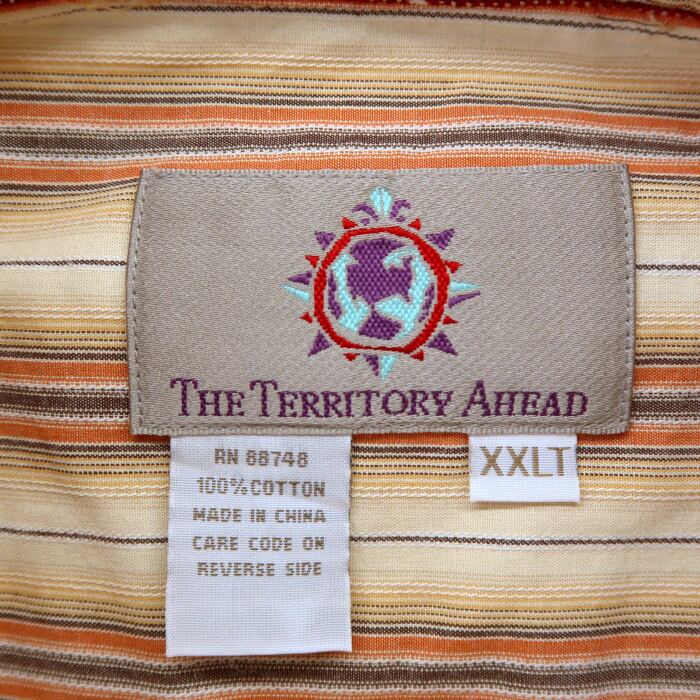 THE TERRITORY AHEAD
RN 88748
100% COTTON
MADE IN CHINA
CARE CODE ON
REVERSE SIDE
XXLT